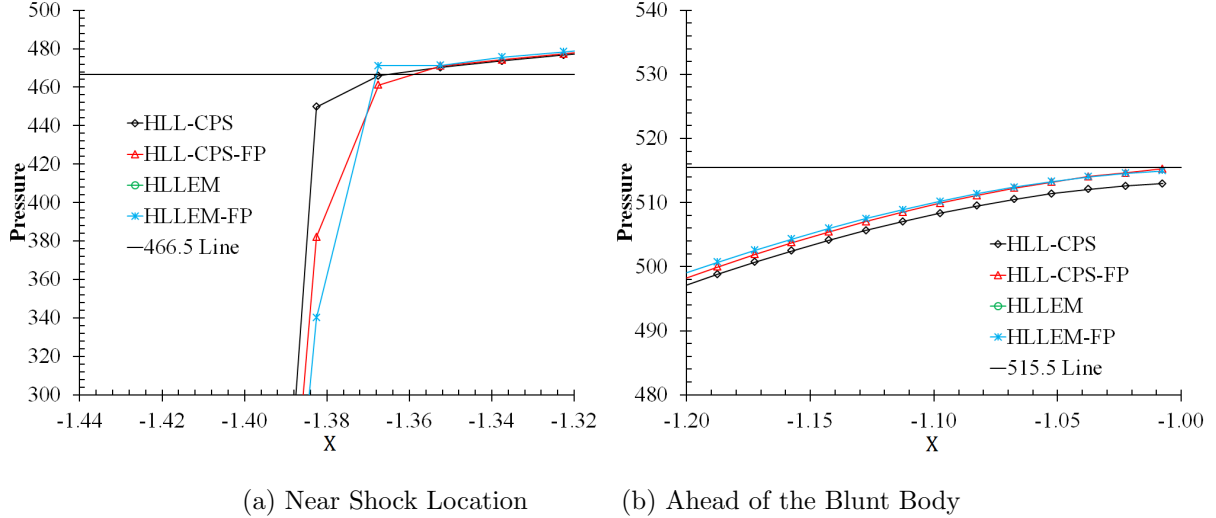 500
480
460
440
420
400
380
360
340
320
300
Pressure
HLL-CPS
HLL-CPS-FP
HLLEM
HLLEM-FP
466.5 Line
-1.44 -1.42 -1.40 -1.38 -1.36 -1.34 -1.32
X
(a) Near Shock Location
540
530
520
510
500
490
480
Pressure
HLL-CPS
HLL-CPS-FP
HLLEM
HLLEM-FP
515.5 Line
-1.20 -1.15 -1.10 -1.05 -1.00
X
(b) Ahead of the Blunt Body